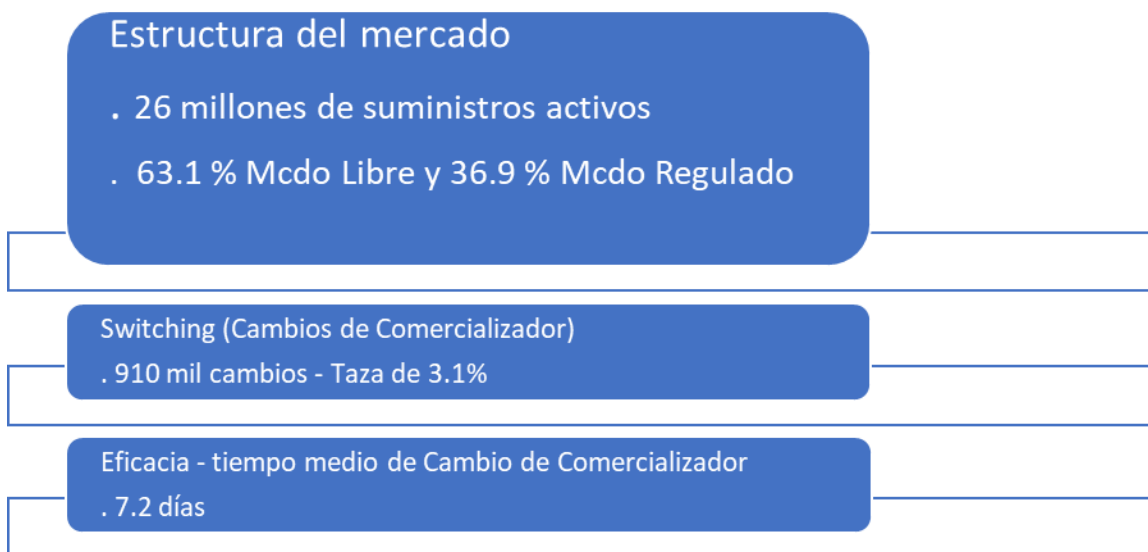 Estructura del mercado
. 26 millones de suministros activos
. 63.1 % Mcdo Libre y 36.9 % Mcdo Regulado
Switching (Cambios de Comercializador)
. 910 mil cambios - Taza de 3.1%
Eficacia - tiempo medio de Cambio de Comercializador
. 7.2 días